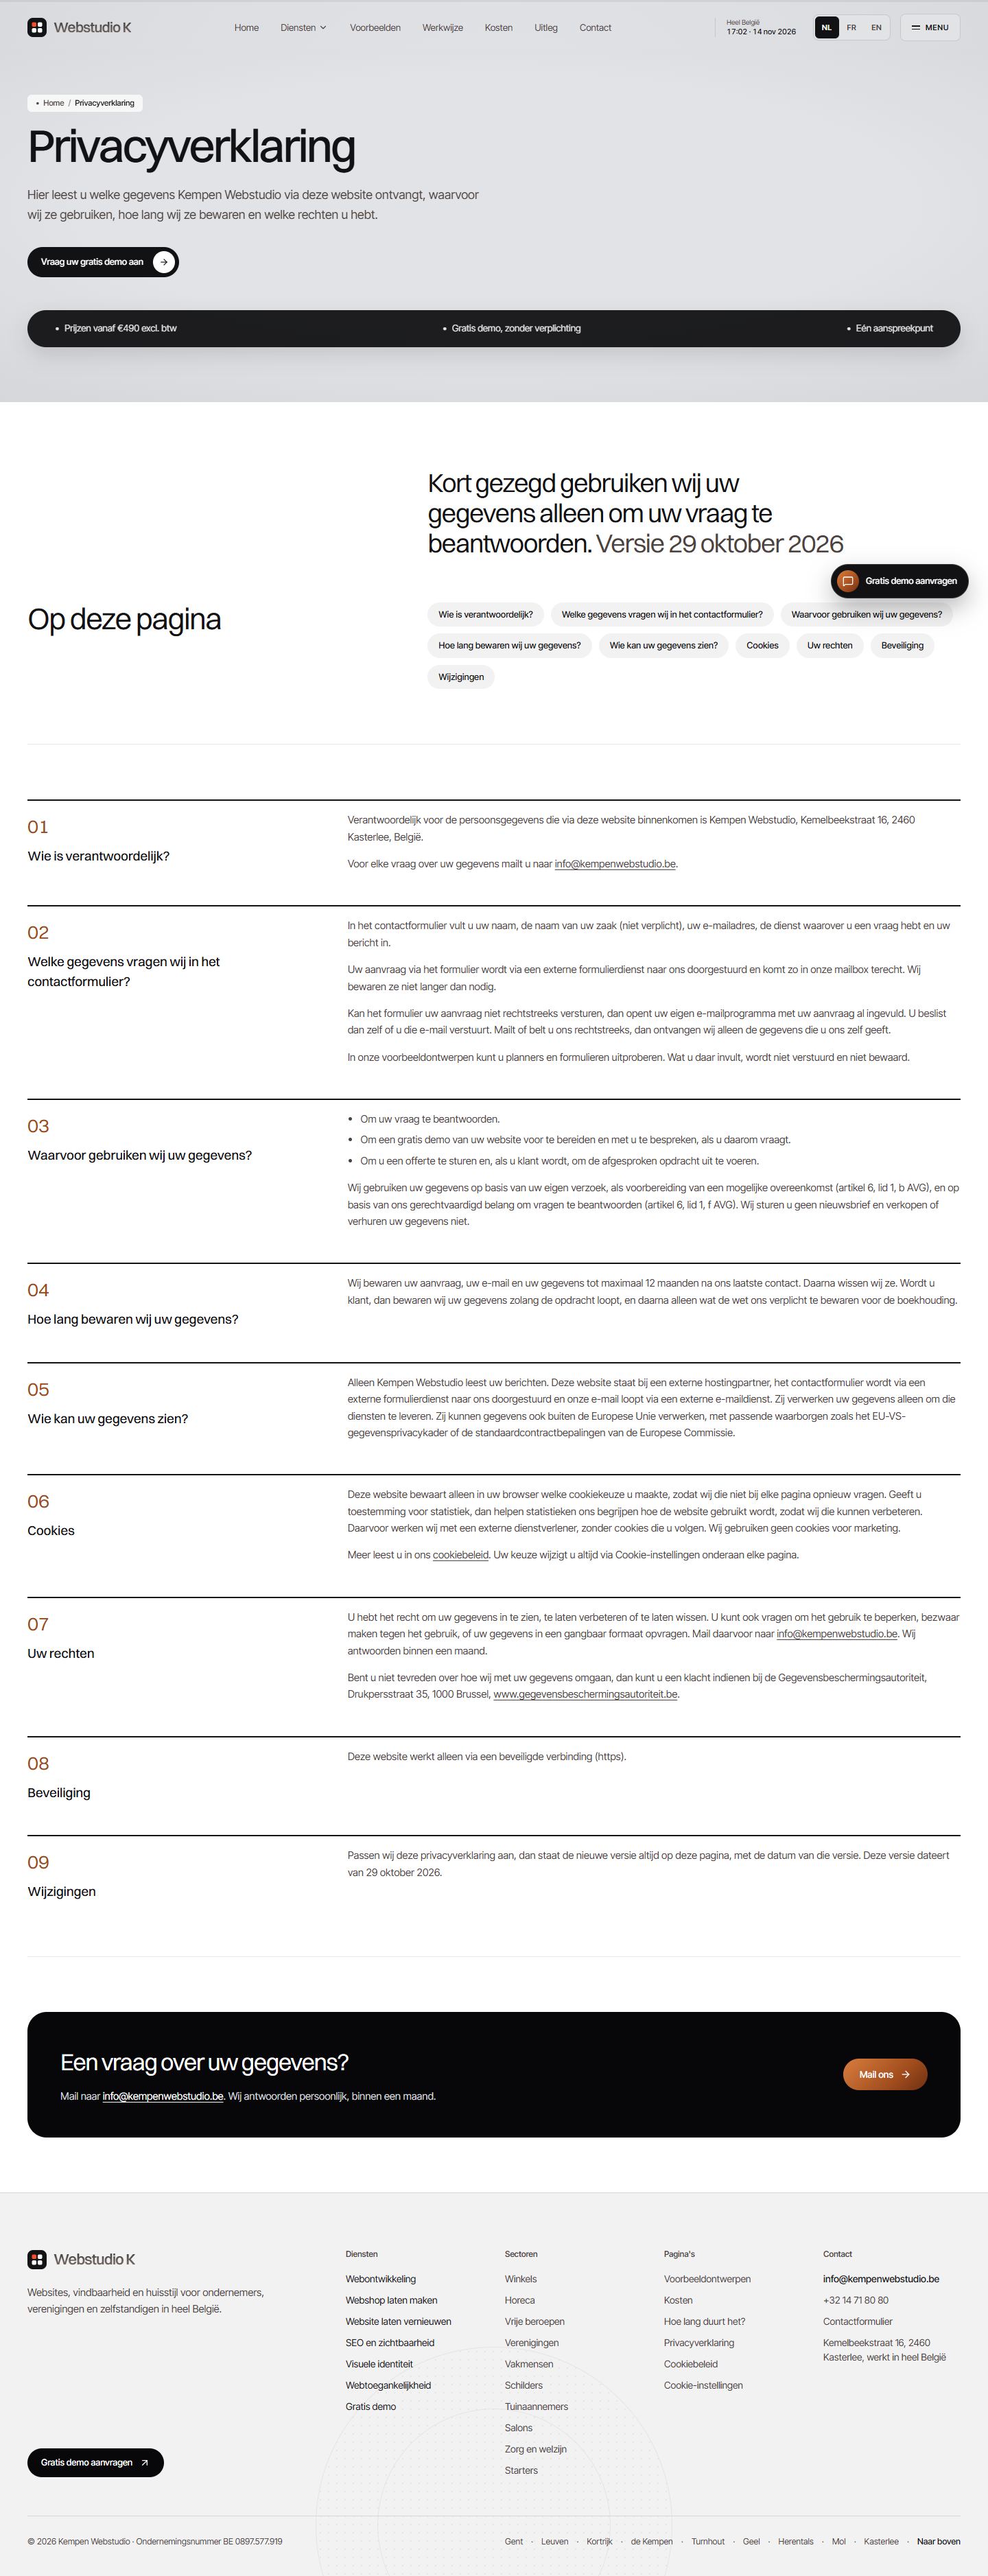 Webstudio K
Home
Diensten
Voorbeelden
Werkwijze
Kosten
Uitleg
Contact
Heel België
17:02 · 14 nov 2026
NL
FR
EN
MENU
• Home / Privacyverklaring
Privacyverklaring
Hier leest u welke gegevens Kempen Webstudio via deze website ontvangt, waarvoor
wij ze gebruiken, hoe lang wij ze bewaren en welke rechten u hebt.
Vraag uw gratis demo aan
• Prijzen vanaf €490 excl. btw
• Gratis demo, zonder verplichting
• Eén aanspreekpunt
Kort gezegd gebruiken wij uw
gegevens alleen om uw vraag te
beantwoorden. Versie 29 oktober 2026
Gratis demo aanvragen
Op deze pagina
Wie is verantwoordelijk?
Welke gegevens vragen wij in het contactformulier?
Waarvoor gebruiken wij uw gegevens?
Hoe lang bewaren wij uw gegevens?
Wie kan uw gegevens zien?
Cookies
Uw rechten
Beveiliging
Wijzigingen
01
Wie is verantwoordelijk?
Verantwoordelijk voor de persoonsgegevens die via deze website binnenkomen is Kempen Webstudio, Kemelbeekstraat 16, 2460
Kasterlee, België.
Voor elke vraag over uw gegevens mailt u naar info@kempenwebstudio.be.
02
Welke gegevens vragen wij in het
contactformulier?
In het contactformulier vult u uw naam, de naam van uw zaak (niet verplicht), uw e-mailadres, de dienst waarover u een vraag hebt en uw
bericht in.
Uw aanvraag via het formulier wordt via een externe formulierdienst naar ons doorgestuurd en komt zo in onze mailbox terecht. Wij
bewaren ze niet langer dan nodig.
Kan het formulier uw aanvraag niet rechtstreeks versturen, dan opent uw eigen e-mailprogramma met uw aanvraag al ingevuld. U beslist
dan zelf of u die e-mail verstuurt. Mailt of belt u ons rechtstreeks, dan ontvangen wij alleen de gegevens die u ons zelf geeft.
In onze voorbeeldontwerpen kunt u planners en formulieren uitproberen. Wat u daar invult, wordt niet verstuurd en niet bewaard.
03
Waarvoor gebruiken wij uw gegevens?
• Om uw vraag te beantwoorden.
• Om een gratis demo van uw website voor te bereiden en met u te bespreken, als u daarom vraagt.
• Om u een offerte te sturen en, als u klant wordt, om de afgesproken opdracht uit te voeren.
Wij gebruiken uw gegevens op basis van uw eigen verzoek, als voorbereiding van een mogelijke overeenkomst (artikel 6, lid 1, b AVG), en op
basis van ons gerechtvaardigd belang om vragen te beantwoorden (artikel 6, lid 1, f AVG). Wij sturen u geen nieuwsbrief en verkopen of
verhuren uw gegevens niet.
04
Hoe lang bewaren wij uw gegevens?
Wij bewaren uw aanvraag, uw e-mail en uw gegevens tot maximaal 12 maanden na ons laatste contact. Daarna wissen wij ze. Wordt u
klant, dan bewaren wij uw gegevens zolang de opdracht loopt, en daarna alleen wat de wet ons verplicht te bewaren voor de boekhouding.
05
Wie kan uw gegevens zien?
Alleen Kempen Webstudio leest uw berichten. Deze website staat bij een externe hostingpartner, het contactformulier wordt via een
externe formulierdienst naar ons doorgestuurd en onze e-mail loopt via een externe e-maildienst. Zij verwerken uw gegevens alleen om die
diensten te leveren. Zij kunnen gegevens ook buiten de Europese Unie verwerken, met passende waarborgen zoals het EU-VS-
gegevensprivacykader of de standaardcontractbepalingen van de Europese Commissie.
06
Cookies
Deze website bewaart alleen in uw browser welke cookiekeuze u maakte, zodat wij die niet bij elke pagina opnieuw vragen. Geeft u
toestemming voor statistiek, dan helpen statistieken ons begrijpen hoe de website gebruikt wordt, zodat wij die kunnen verbeteren.
Daarvoor werken wij met een externe dienstverlener, zonder cookies die u volgen. Wij gebruiken geen cookies voor marketing.
Meer leest u in ons cookiebeleid. Uw keuze wijzigt u altijd via Cookie-instellingen onderaan elke pagina.
07
Uw rechten
U hebt het recht om uw gegevens in te zien, te laten verbeteren of te laten wissen. U kunt ook vragen om het gebruik te beperken, bezwaar
maken tegen het gebruik, of uw gegevens in een gangbaar formaat opvragen. Mail daarvoor naar info@kempenwebstudio.be. Wij
antwoorden binnen een maand.
Bent u niet tevreden over hoe wij met uw gegevens omgaan, dan kunt u een klacht indienen bij de Gegevensbeschermingsautoriteit,
Drukpersstraat 35, 1000 Brussel, www.gegevensbeschermingsautoriteit.be.
08
Beveiliging
Deze website werkt alleen via een beveiligde verbinding (https).
09
Wijzigingen
Passen wij deze privacyverklaring aan, dan staat de nieuwe versie altijd op deze pagina, met de datum van die versie. Deze versie dateert
van 29 oktober 2026.
Een vraag over uw gegevens?
Mail naar info@kempenwebstudio.be. Wij antwoorden persoonlijk, binnen een maand.
Mail ons
Webstudio K
Websites, vindbaarheid en huisstijl voor ondernemers,
verenigingen en zelfstandigen in heel België.
Gratis demo aanvragen
Diensten
Webontwikkeling
Webshop laten maken
Website laten vernieuwen
SEO en zichtbaarheid
Visuele identiteit
Webtoegankelijkheid
Gratis demo
Sectoren
Winkels
Horeca
Vrije beroepen
Verenigingen
Vakmensen
Schilders
Tuinaannemers
Salons
Zorg en welzijn
Starters
Pagina's
Voorbeeldontwerpen
Kosten
Hoe lang duurt het?
Privacyverklaring
Cookiebeleid
Cookie-instellingen
Contact
info@kempenwebstudio.be
+32 14 71 80 80
Contactformulier
Kemelbeekstraat 16, 2460
Kasterlee, werkt in heel België
© 2026 Kempen Webstudio · Ondernemingsnummer BE 0897.577.919
Gent · Leuven · Kortrijk · de Kempen · Turnhout · Geel · Herentals · Mol · Kasterlee · Naar boven